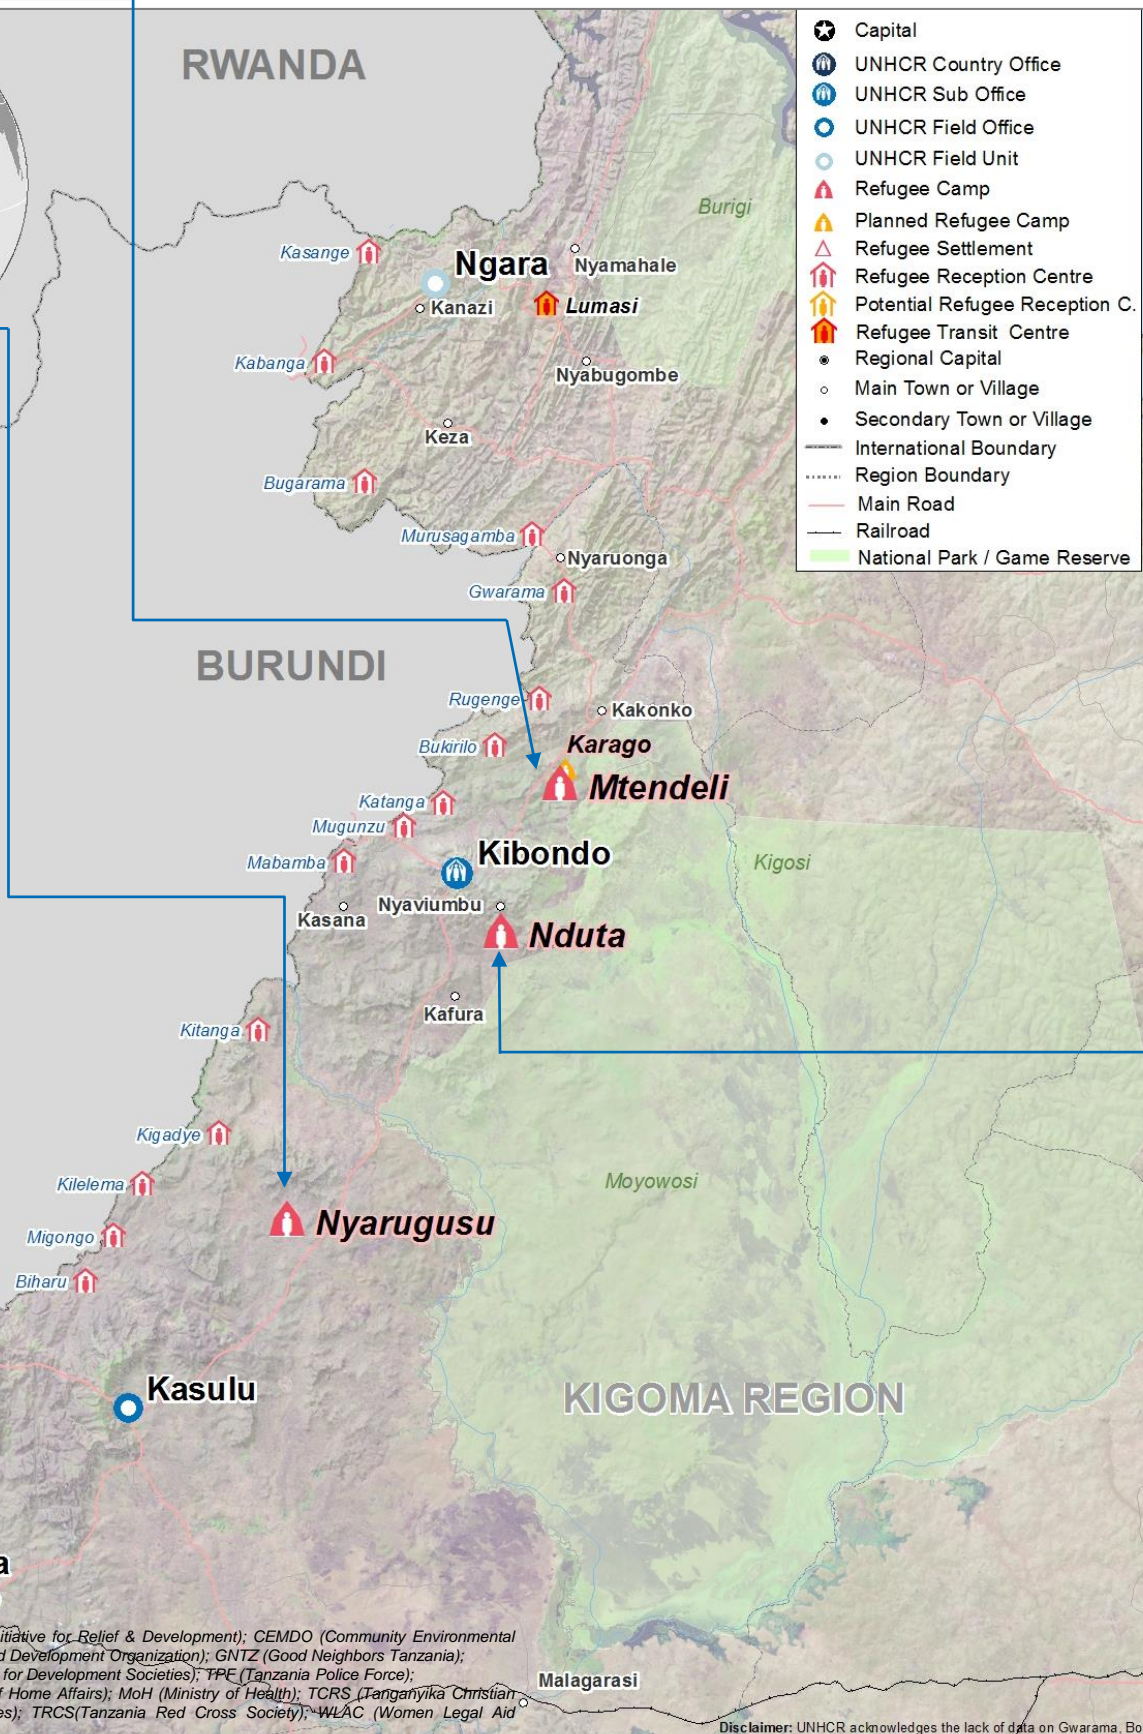 RWANDA
Capital
UNHCR Country Office
UNHCR Sub Office
UNHCR Field Office
UNHCR Field Unit
Refugee Camp
Planned Refugee Camp
Refugee Settlement
Refugee Reception Centre
Potential Refugee Reception C.
Refugee Transit Centre
Regional Capital
Main Town or Village
Secondary Town or Village
International Boundary
Region Boundary
Main Road
Railroad
National Park / Game Reserve
Burigi
Kasange
Ngara
Nyamahale
Kanazi
Lumasi
Kabanga
Nyabugombe
Keza
Bugarama
Murusagamba
Nyaruonga
Gwarama
BURUNDI
Rugenge
Kakonko
Bukirilo
Karago
Mtendeli
Katanga
Mugunzu
Kibondo
Mabamba
Kigosi
Nyaviumbu
Kasana
Nduta
Kafura
Kitanga
Kigadye
Kilelema
Moyowosi
Nyarugusu
Migongo
Biharu
Kasulu
KIGOMA REGION
a
itiative for Relief & Development); CEMDO (Community Environmental
d Development Organization); GNTZ (Good Neighbors Tanzania);
for Development Societies); TPF (Tanzania Police Force);
f Home Affairs); MoH (Ministry of Health); TCRS (Tanganyika Christian
es); TRCS(Tanzania Red Cross Society); WLAC (Women Legal Aid
Malagarasi
Disclaimer: UNHCR acknowledges the lack of data on Gwarama,